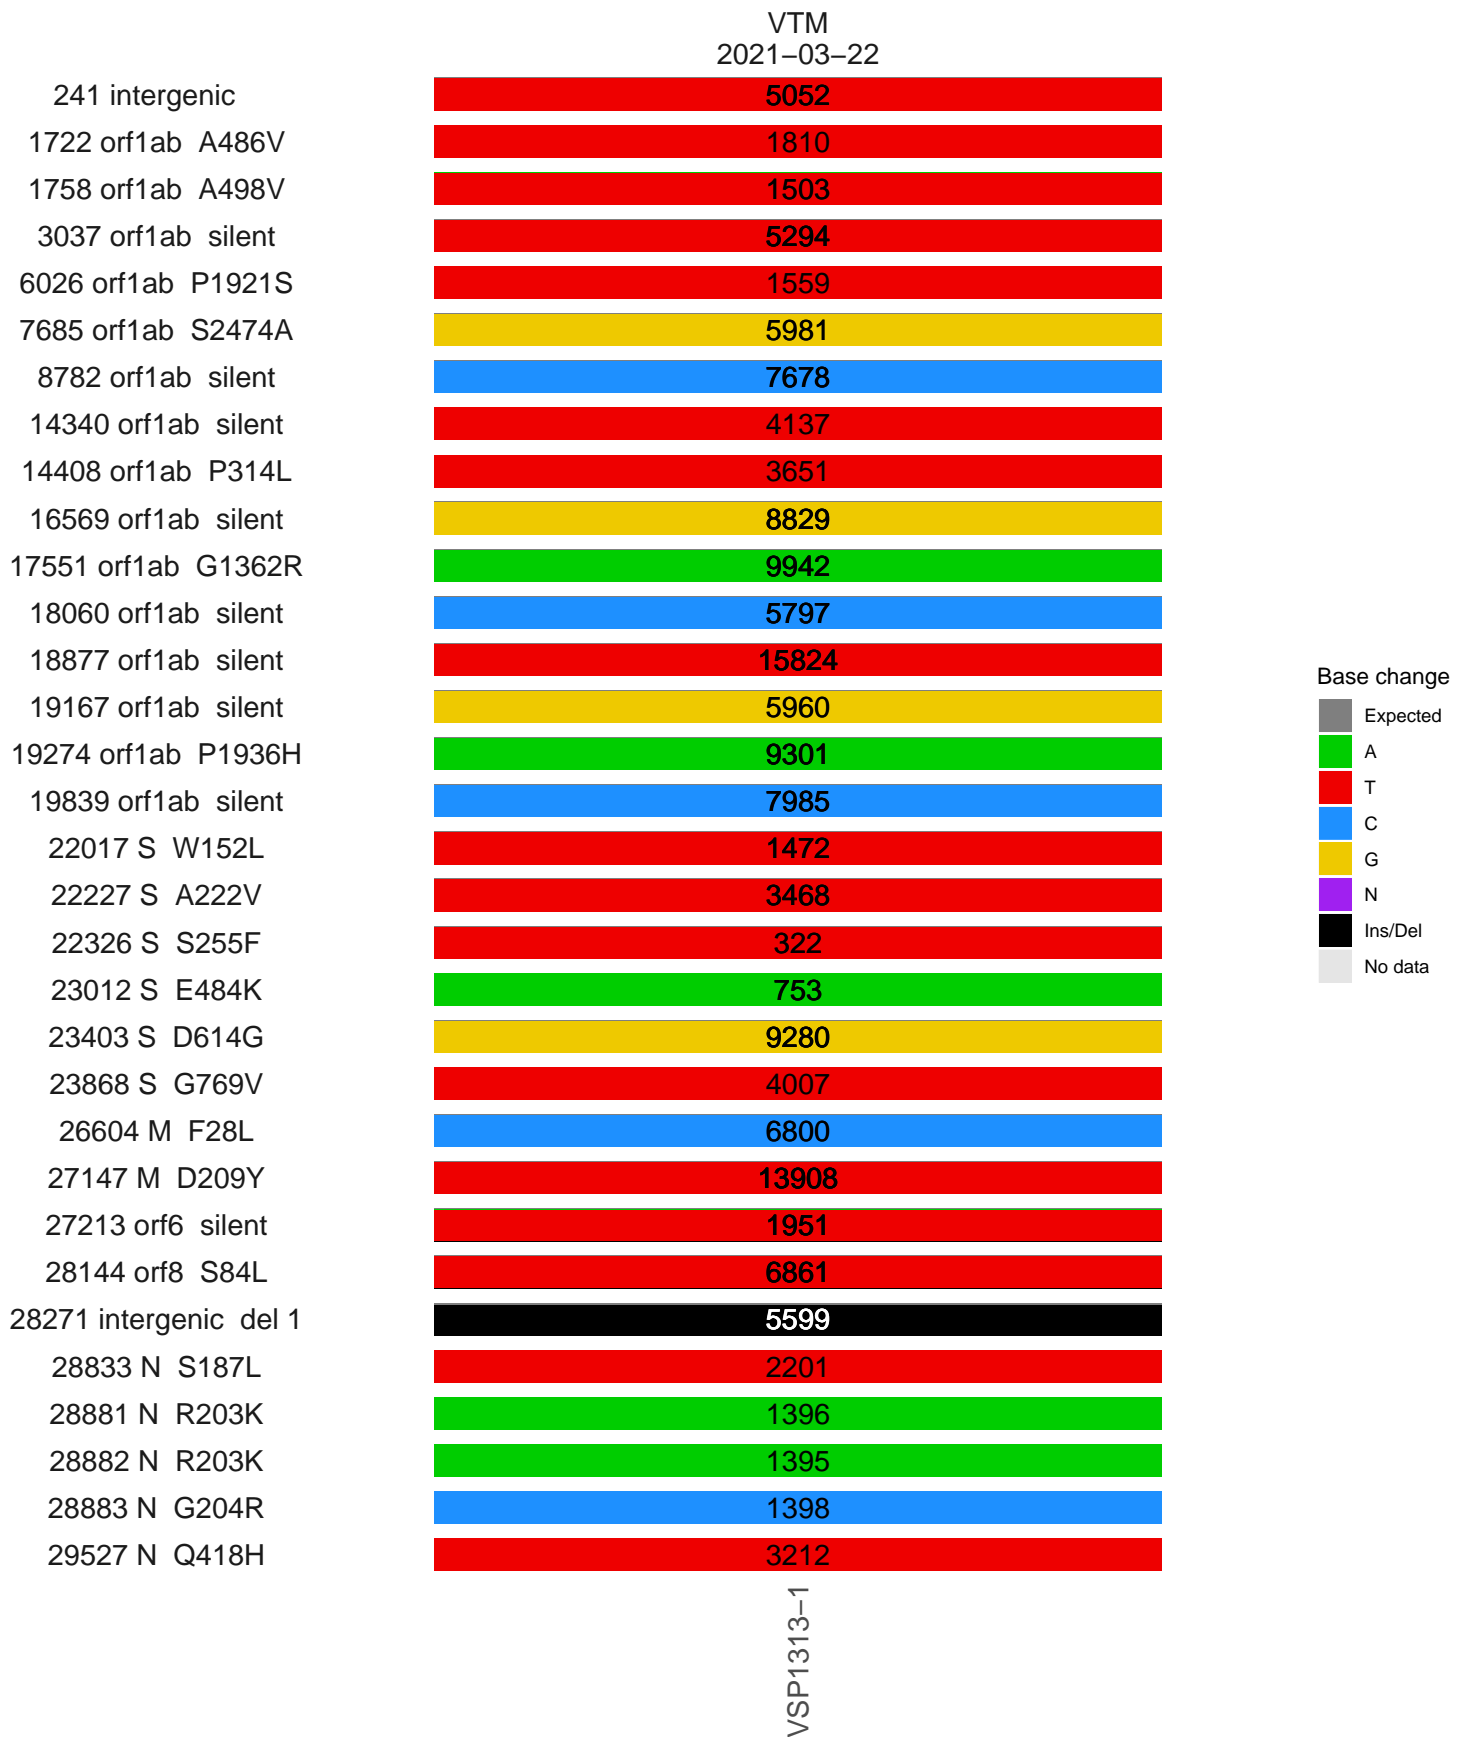 VTM
2021−03−22
241 intergenic 5052
1722 orf1ab A486V 1810
1758 orf1ab A498V 1503
3037 orf1ab silent 5294
6026 orf1ab P1921S 1559
7685 orf1ab S2474A 5981
8782 orf1ab silent 7678
14340 orf1ab silent 4137
14408 orf1ab P314L 3651
16569 orf1ab silent 8829
17551 orf1ab G1362R 9942
18060 orf1ab silent 5797
18877 orf1ab silent 15824
19167 orf1ab silent 5960
19274 orf1ab P1936H 9301
19839 orf1ab silent 7985
22017 S W152L 1472
22227 S A222V 3468
22326 S S255F 322
23012 S E484K 753
23403 S D614G 9280
23868 S G769V 4007
26604 M F28L 6800
27147 M D209Y 13908
27213 orf6 silent 1951
28144 orf8 S84L 6861
28271 intergenic del 1 5599
28833 N S187L 2201
28881 N R203K 1396
28882 N R203K 1395
28883 N G204R 1398
29527 N Q418H 3212
VSP1313−1
Base change
Expected
A
T
C
G
N
Ins/Del
No data